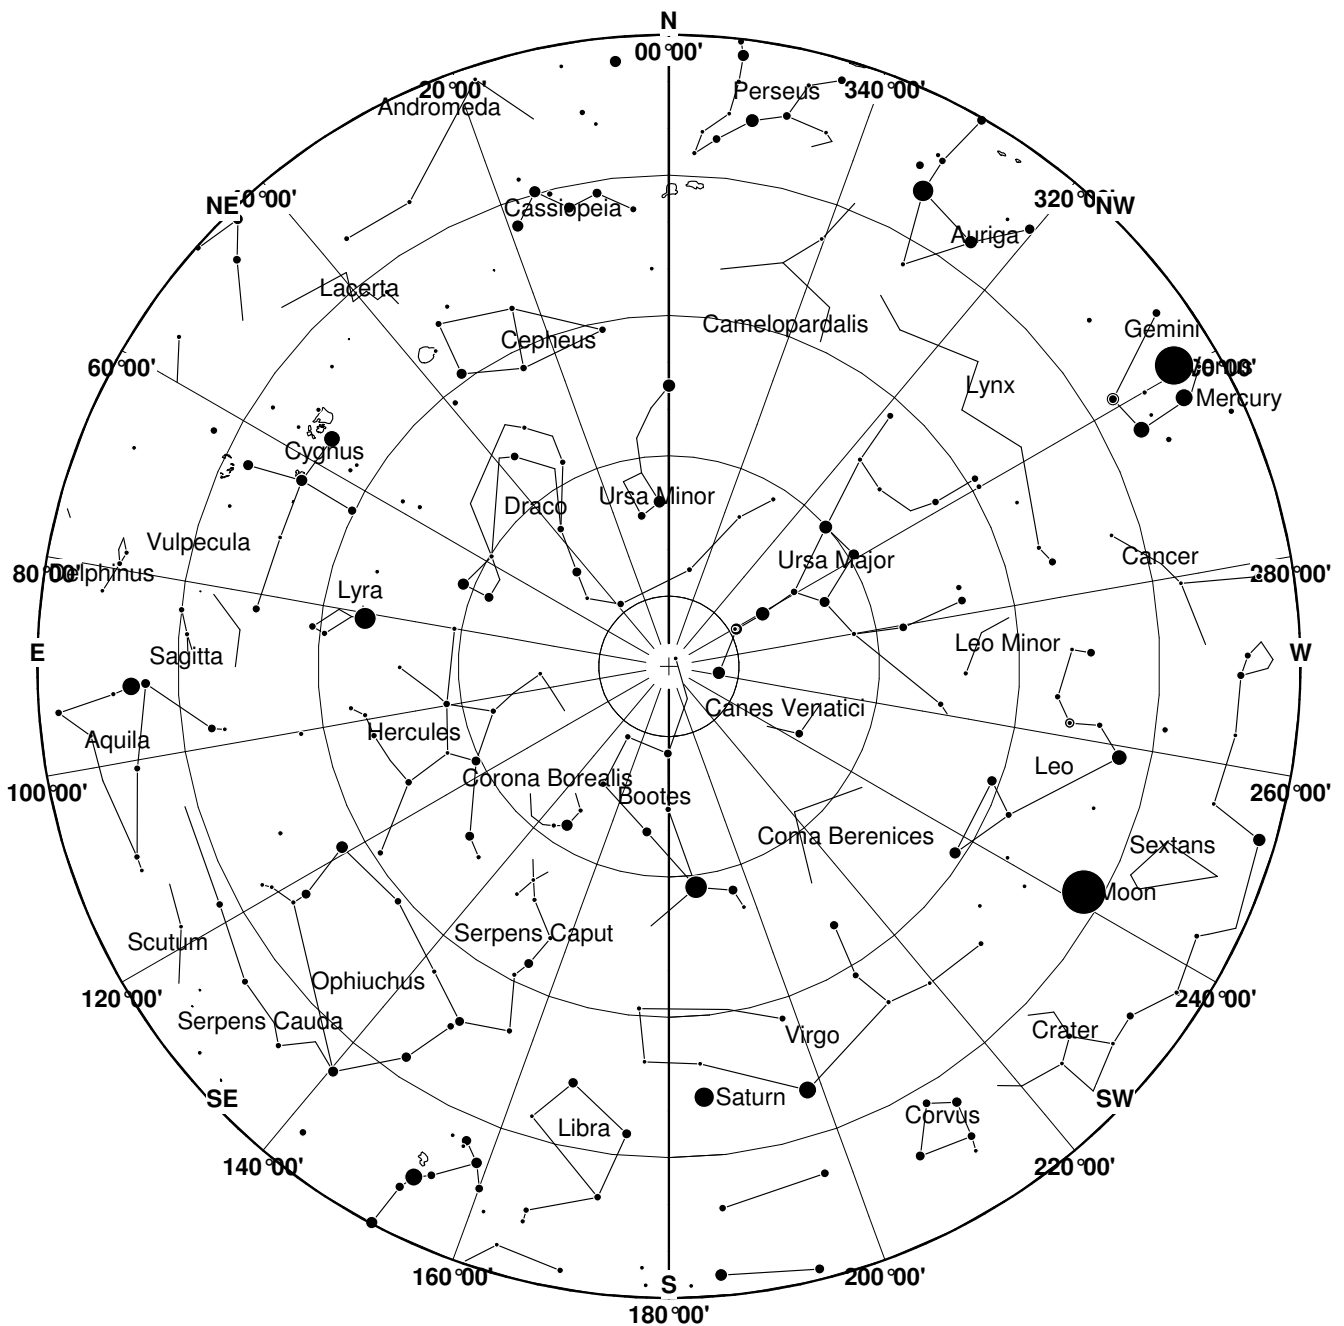 N
00°00'
20°00'
Andromeda
Perseus
340°00'
NE
Cassiopeia
Auriga
NW
Lacerta
Cepheus
Camelopardalis
Gemini
60°00'
Lynx
Mercury
Cygnus
Draco
Ursa Minor
Vulpecula
Ursa Major
Cancer
80°00'
Delphinus
280°00'
Lyra
E
Sagitta
Leo Minor
W
Canes Venatici
Aquila
Hercules
Leo
100°00'
Corona Borealis
Bootes
260°00'
Coma Berenices
Sextans
Moon
Scutum
Serpens Caput
Ophiuchus
120°00'
240°00'
Serpens Cauda
Virgo
Crater
SE
Saturn
Corvus
SW
Libra
140°00'
220°00'
160°00'
S
200°00'
180°00'